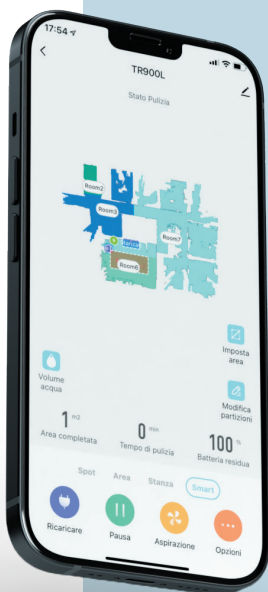 17:54
TR900L
Stato Pulizia
Room2
Room3
Room7
Stanza
Room6
Imposta
area
Volume
acqua
Modifica
partizioni
1 m2
Area completata
0 min
Tempo di pulizia
100 %
Batteria residua
Spot
Area
Stanza
Smart
Ricaricare
Pausa
Aspirazione
Opzioni